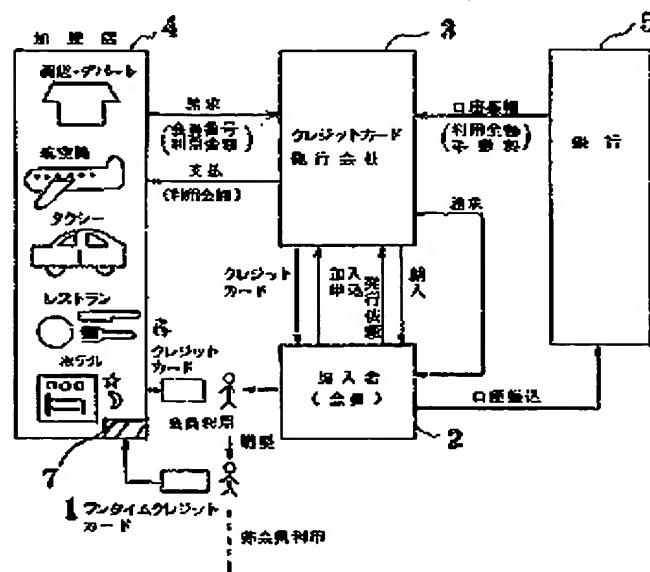 加盟店
4
3
5
商店・デパート
航空機
タクシー
レストラン
ホテル
請求
会員番号
利用金額
支払
(利用金額)
クレジットカード
発行会社
口座振替
利用金額
手数料
銀行
請求
クレジット
カード
加入
申込
発行依頼
納入
等
クレジット
カード
会員利用
加入者
(会員)
口座振込
2
7
1
ワンタイムクレジット
カード
非会員利用